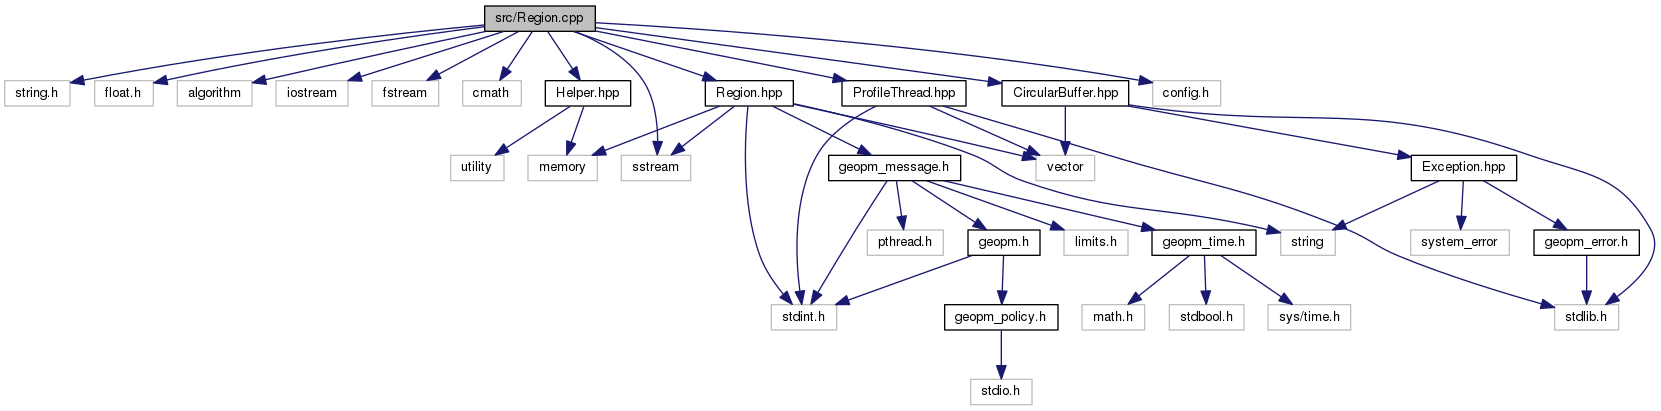 src/Region.cpp
string.h
float.h
algorithm
iostream
fstream
cmath
Helper.hpp
Region.hpp
ProfileThread.hpp
CircularBuffer.hpp
config.h
utility
memory
sstream
geopm_message.h
vector
Exception.hpp
pthread.h
geopm.h
limits.h
geopm_time.h
string
system_error
geopm_error.h
stdint.h
geopm_policy.h
math.h
stdbool.h
sys/time.h
stdlib.h
stdio.h